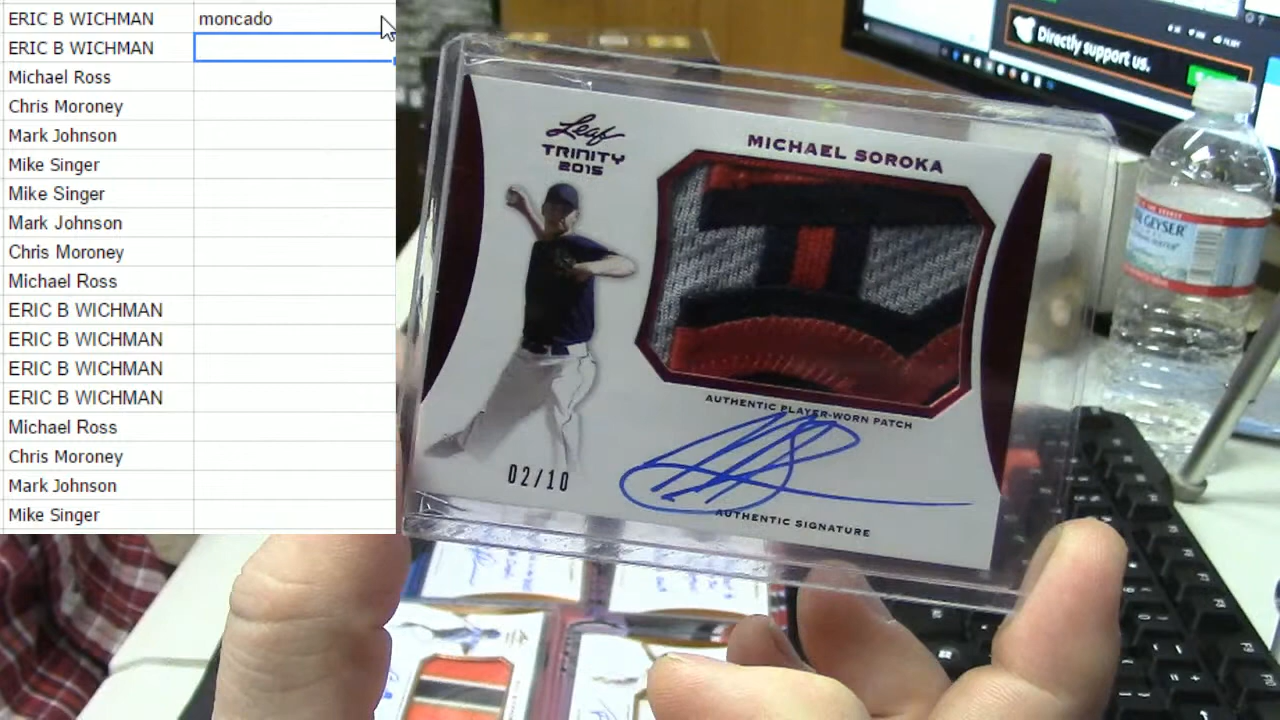 ERIC B WICHMAN moncado
ERIC B WICHMAN
Michael Ross
Chris Moroney
Mark Johnson
Mike Singer
Mike Singer
Mark Johnson
Chris Moroney
Michael Ross
ERIC B WICHMAN
ERIC B WICHMAN
ERIC B WICHMAN
ERIC B WICHMAN
Michael Ross
Chris Moroney
Mark Johnson
Mike Singer
Leaf
TRINITY
2015
MICHAEL SOROKA
AUTHENTIC PLAYER-WORN PATCH
02/10
AUTHENTIC SIGNATURE
Directly support us.
GEYSER